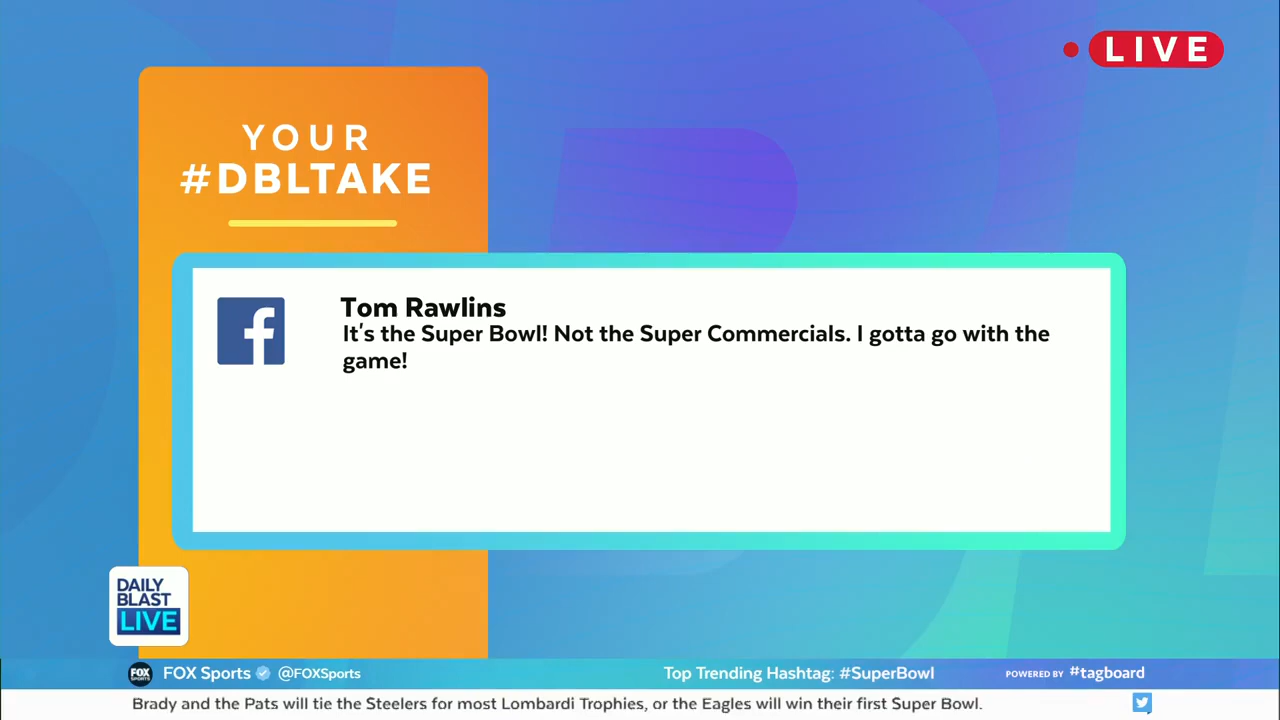 LIVE
YOUR
#DBLTAKE
f
Tom Rawlins
It's the Super Bowl! Not the Super Commercials. I gotta go with the
game!
DAILY
BLAST
LIVE
FOX SPORTS FOX Sports @FOXSports Top Trending Hashtag: #SuperBowl POWERED BY #tagboard
Brady and the Pats will tie the Steelers for most Lombardi Trophies, or the Eagles will win their first Super Bowl.